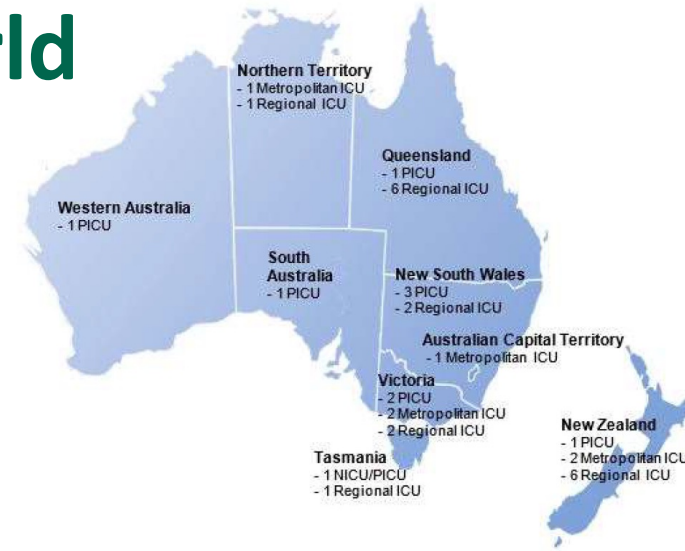 rld
Northern Territory
- 1 Metropolitan ICU
- 1 Regional ICU
Queensland
- 1 PICU
- 6 Regional ICU
Western Australia
- 1 PICU
South
Australia
- 1 PICU
New South Wales
- 3 PICU
- 2 Regional ICU
Australian Capital Territory
- 1 Metropolitan ICU
Victoria
- 2 PICU
- 2 Metropolitan ICU
- 2 Regional ICU
Tasmania
- 1 NICU/PICU
- 1 Regional ICU
New Zealand
- 1 PICU
- 2 Metropolitan ICU
- 6 Regional ICU